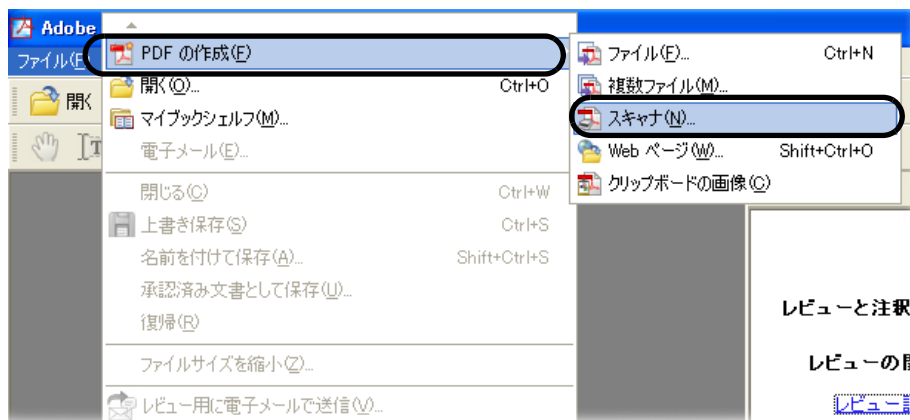 Adobe
ファイル(F)
開く
PDF の作成(F)
開く(O)... Ctrl+O
マイブックシェルフ(M)...
電子メール(E)...
閉じる(C) Ctrl+W
上書き保存(S) Ctrl+S
名前を付けて保存(A)... Shift+Ctrl+S
承認済み文書として保存(U)...
復帰(R)
ファイルサイズを縮小(Z)...
レビュー用に電子メールで送信(V)...
ファイル(F)... Ctrl+N
複数ファイル(M)...
スキャナ(N)...
Web ページ(W)... Shift+Ctrl+O
クリップボードの画像(C)
レビューと注釈
レビューの
レビュー